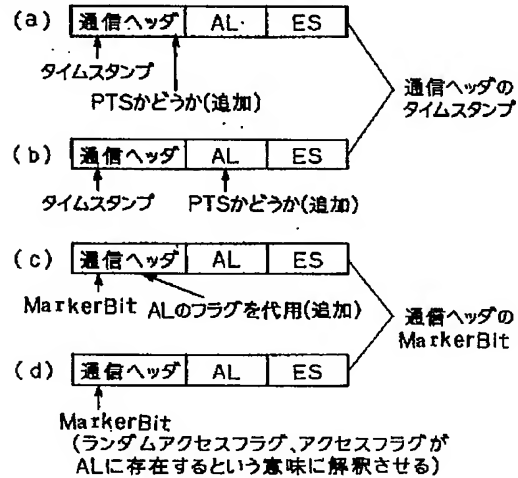 (a) 通信ヘッダ AL ES
タイムスタンプ
PTSかどうか(追加)
通信ヘッダの
タイムスタンプ
(b) 通信ヘッダ AL ES
タイムスタンプ PTSかどうか(追加)
(c) 通信ヘッダ AL ES
MarkerBit ALのフラグを代用(追加)
通信ヘッダの
MarkerBit
(d) 通信ヘッダ AL ES
MarkerBit
(ランダムアクセスフラグ、アクセスフラグが
ALに存在するという意味に解釈させる)